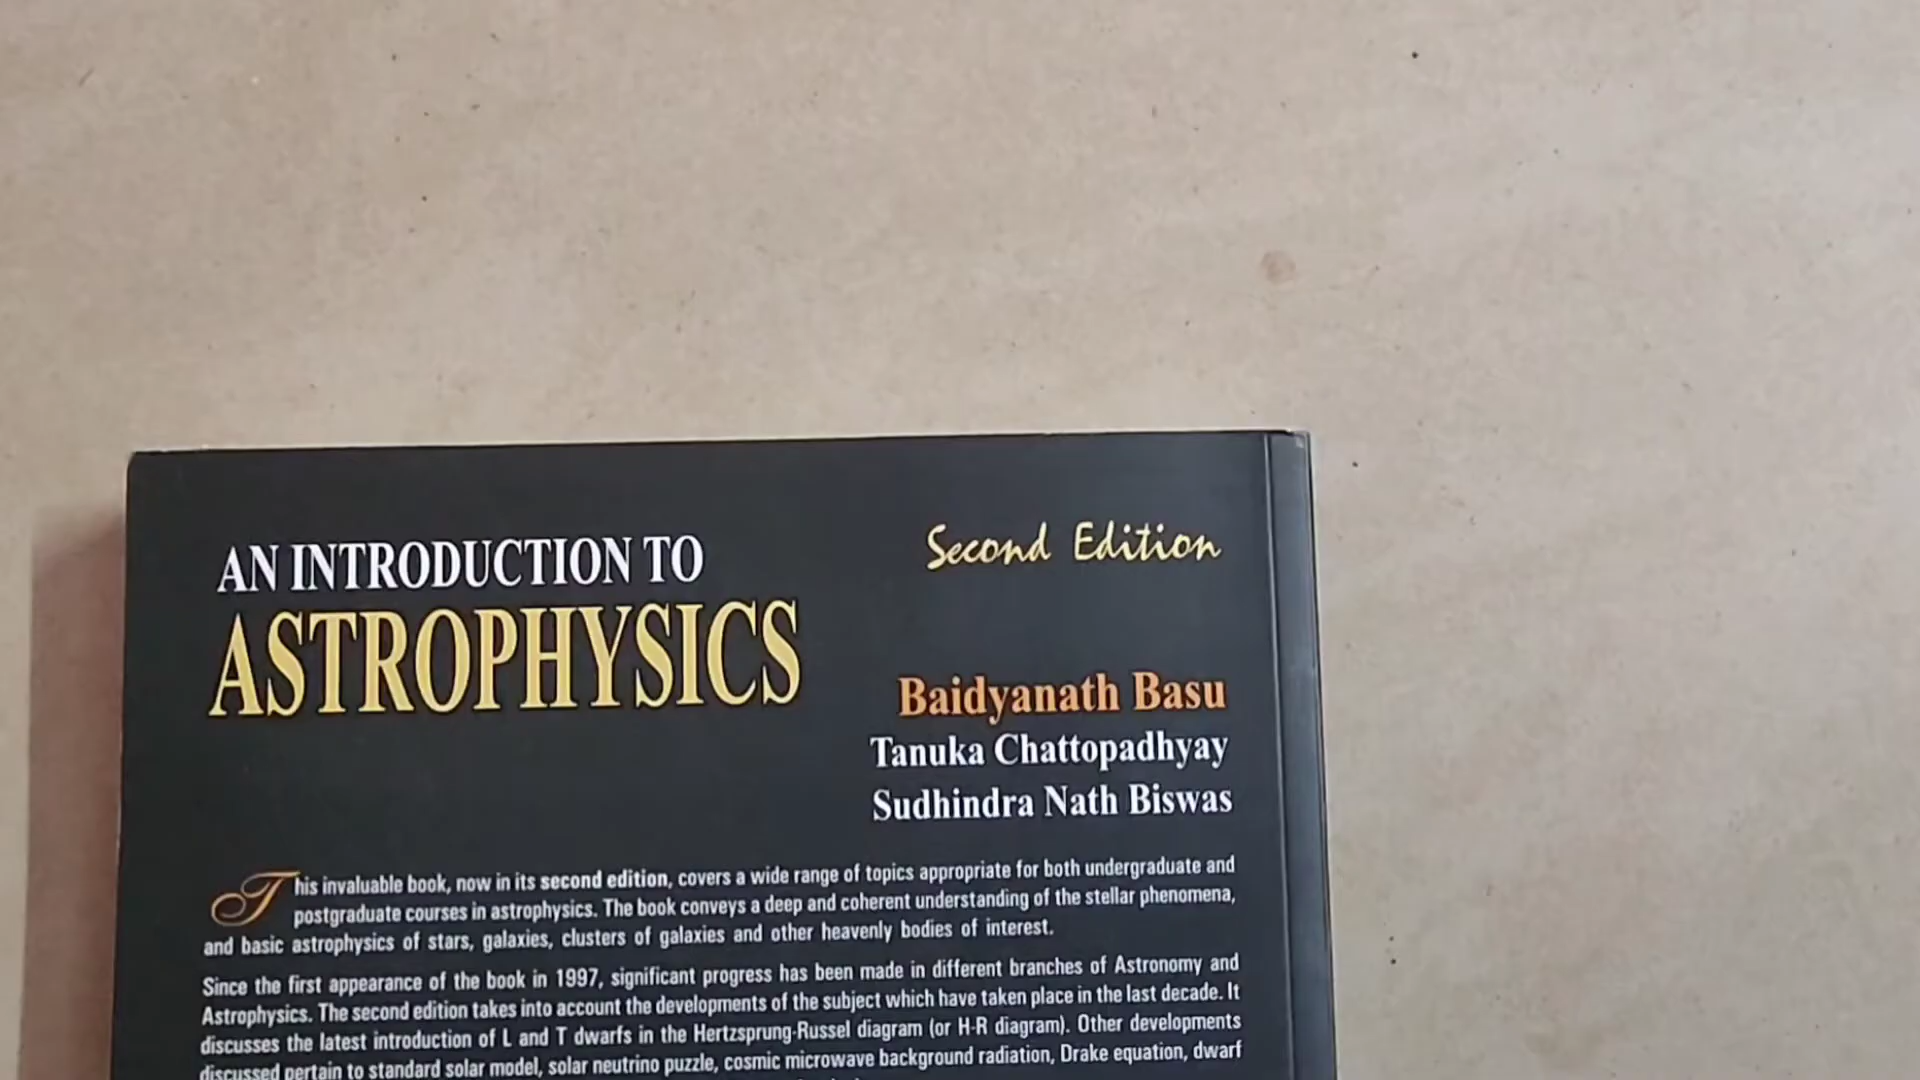 AN INTRODUCTION TO
ASTROPHYSICS
Second Edition
Baidyanath Basu
Tanuka Chattopadhyay
Sudhindra Nath Biswas
This invaluable book, now in its second edition, covers a wide range of topics appropriate for both undergraduate and
postgraduate courses in astrophysics. The book conveys a deep and coherent understanding of the stellar phenomena,
and basic astrophysics of stars, galaxies, clusters of galaxies and other heavenly bodies of interest.
Since the first appearance of the book in 1997, significant progress has been made in different branches of Astronomy and
Astrophysics. The second edition takes into account the developments of the subject which have taken place in the last decade. It
discusses the latest introduction of L and T dwarfs in the Hertzsprung-Russel diagram (or H-R diagram). Other developments
discussed pertain to standard solar model, solar neutrino puzzle, cosmic microwave background radiation, Drake equation, dwarf